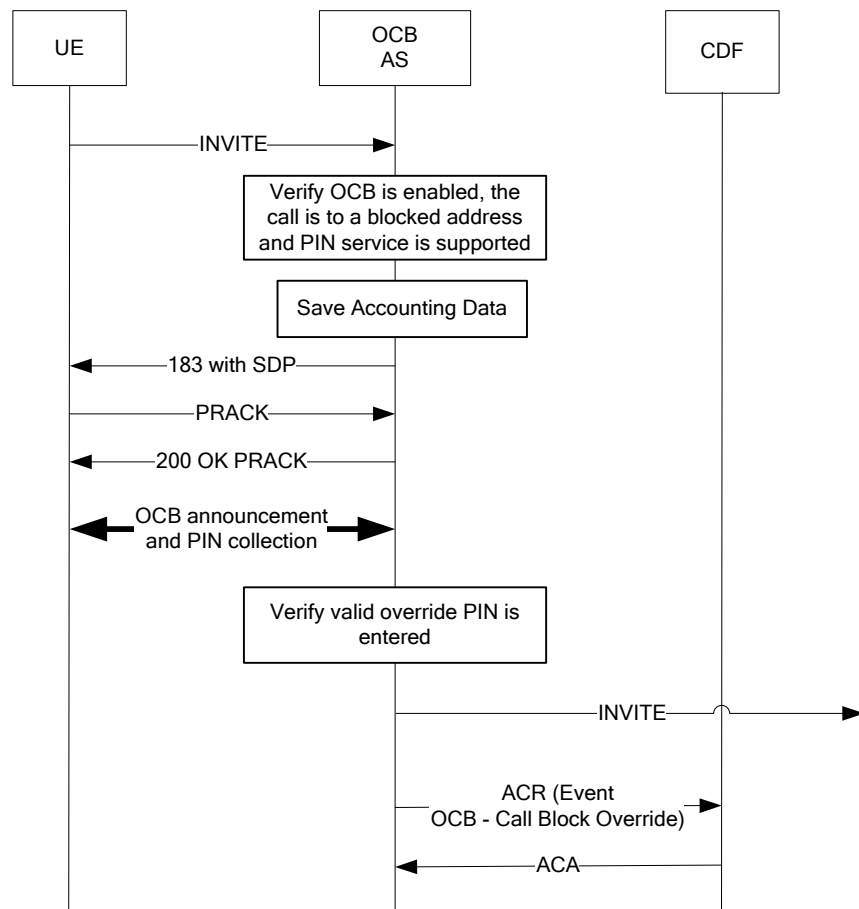 UE
OCB
AS
CDF
INVITE
Verify OCB is enabled, the
call is to a blocked address
and PIN service is supported
Save Accounting Data
183 with SDP
PRACK
200 OK PRACK
OCB announcement
and PIN collection
Verify valid override PIN is
entered
INVITE
ACR (Event
OCB - Call Block Override)
ACA